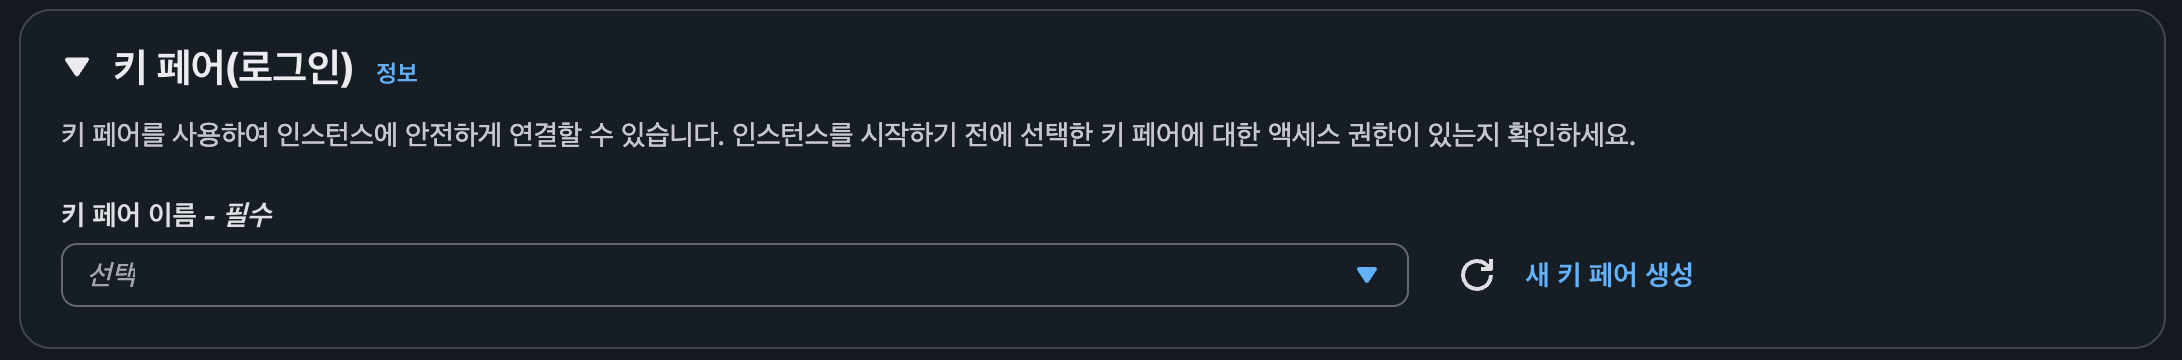 키 페어(로그인) 정보
키 페어를 사용하여 인스턴스에 안전하게 연결할 수 있습니다. 인스턴스를 시작하기 전에 선택한 키 페어에 대한 액세스 권한이 있는지 확인하세요.
키 페어 이름 - 필수
선택
새 키 페어 생성